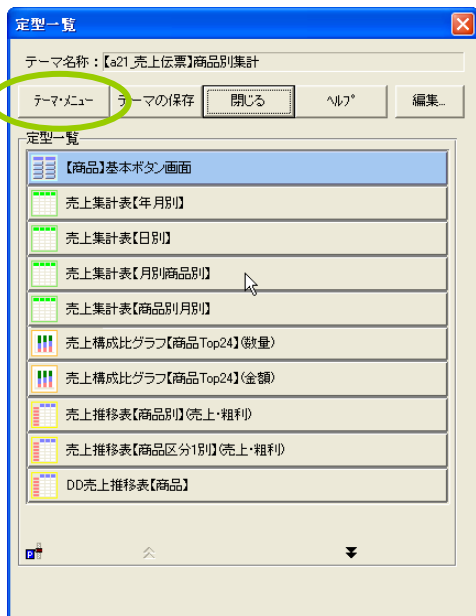 定型一覧
テーマ名称：【a21_売上伝票】商品別集計
テーマ・メニュー テーマの保存 閉じる ヘルプ 編集...
定型一覧
【商品】基本ボタン画面
売上集計表【年月別】
売上集計表【日別】
売上集計表【月別商品別】
売上集計表【商品別月別】
売上構成比グラフ【商品Top24】(数量)
売上構成比グラフ【商品Top24】(金額)
売上推移表【商品別】(売上・粗利)
売上推移表【商品区分1別】(売上・粗利)
DD売上推移表【商品】
P